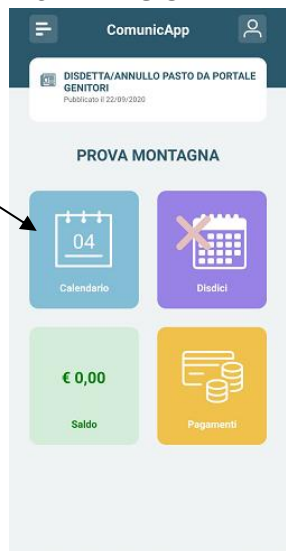 ComunicApp
DISDETTA/ANNULLO PASTO DA PORTALE
GENITORI
Pubblicato il 22/09/2020
PROVA MONTAGNA
04
Calendario
Disdici
€ 0,00
Saldo
Pagamenti